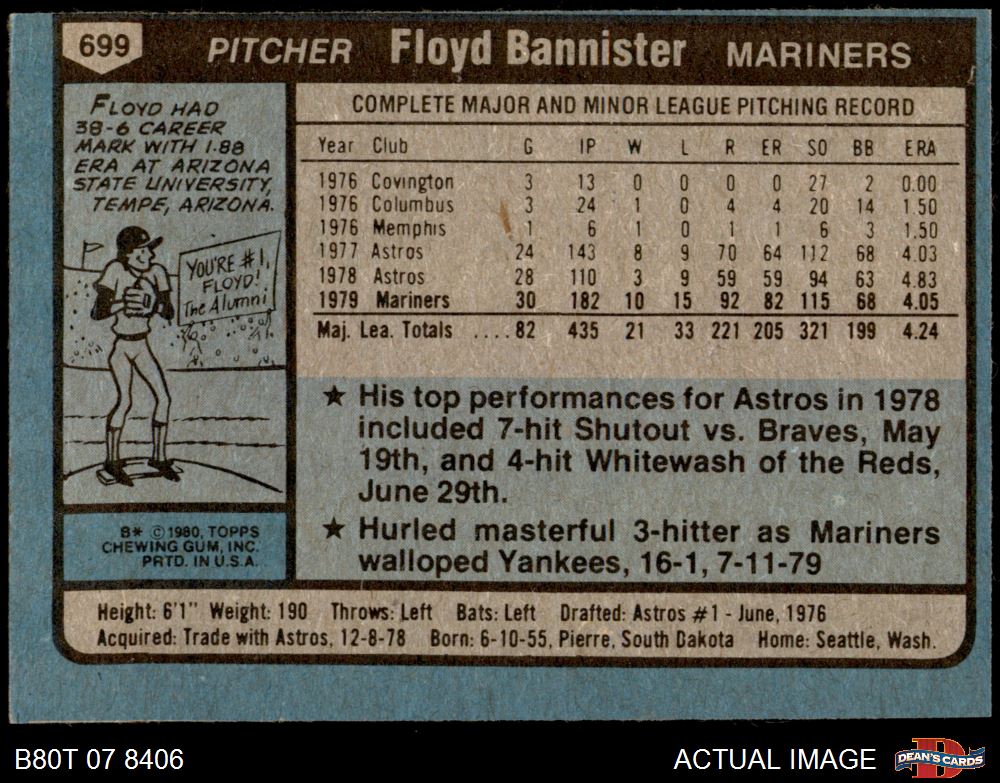 699 PITCHER Floyd Bannister MARINERS
FLOYD HAD
38-6 CAREER
MARK WITH 1.88
ERA AT ARIZONA
STATE UNIVERSITY,
TEMPE, ARIZONA.
YOU'RE #1,
FLOYD!
The Alumni
B* © 1980, TOPPS
CHEWING GUM, INC.
PRTD. IN U.S.A.
COMPLETE MAJOR AND MINOR LEAGUE PITCHING RECORD
Year Club G IP W L R ER SO BB ERA
1976 Covington 3 13 0 0 0 0 27 2 0.00
1976 Columbus 3 24 1 0 4 4 20 14 1.50
1976 Memphis 1 6 1 0 1 1 6 3 1.50
1977 Astros 24 143 8 9 70 64 112 68 4.03
1978 Astros 28 110 3 9 59 59 94 63 4.83
1979 Mariners 30 182 10 15 92 82 115 68 4.05
Maj. Lea. Totals ....82 435 21 33 221 205 321 199 4.24
★ His top performances for Astros in 1978
included 7-hit Shutout vs. Braves, May
19th, and 4-hit Whitewash of the Reds,
June 29th.
★ Hurled masterful 3-hitter as Mariners
walloped Yankees, 16-1, 7-11-79
Height: 6'1" Weight: 190 Throws: Left Bats: Left Drafted: Astros #1 - June, 1976
Acquired: Trade with Astros, 12-8-78 Born: 6-10-55, Pierre, South Dakota Home: Seattle, Wash.
B80T 07 8406 ACTUAL IMAGE D DEAN'S CARDS